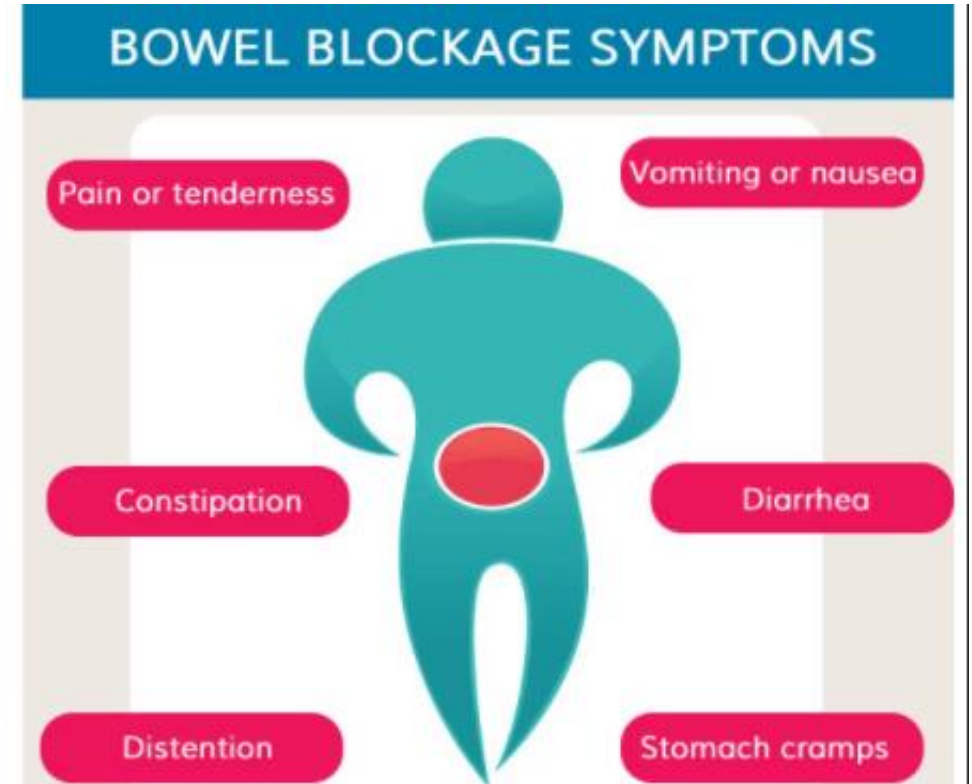 BOWEL BLOCKAGE SYMPTOMS
Pain or tenderness
Vomiting or nausea
Constipation
Diarrhea
Distention
Stomach cramps